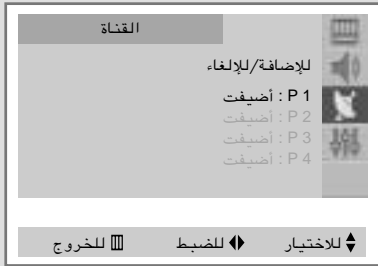 القناة
للإضافة/للإلغاء
P 1 : أضيفت
P 2 : أضيفت
P 3 : أضيفت
P 4 : أضيفت
للاختيار للضبط للخروج